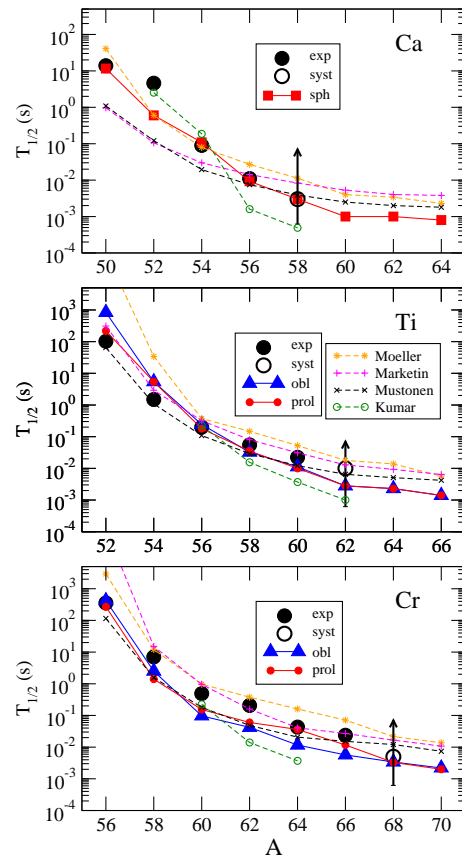 Ca
T1/2 (s)
10^2
10^1
10^0
10^-1
10^-2
10^-3
10^-4
exp
syst
sph
50 52 54 56 58 60 62 64
Ti
T1/2 (s)
10^3
10^2
10^1
10^0
10^-1
10^-2
10^-3
10^-4
exp
syst
obl
prol
Moeller
Marketin
Mustonen
Kumar
52 54 56 58 60 62 64 66
Cr
T1/2 (s)
10^3
10^2
10^1
10^0
10^-1
10^-2
10^-3
10^-4
exp
syst
obl
prol
56 58 60 62 64 66 68 70
A